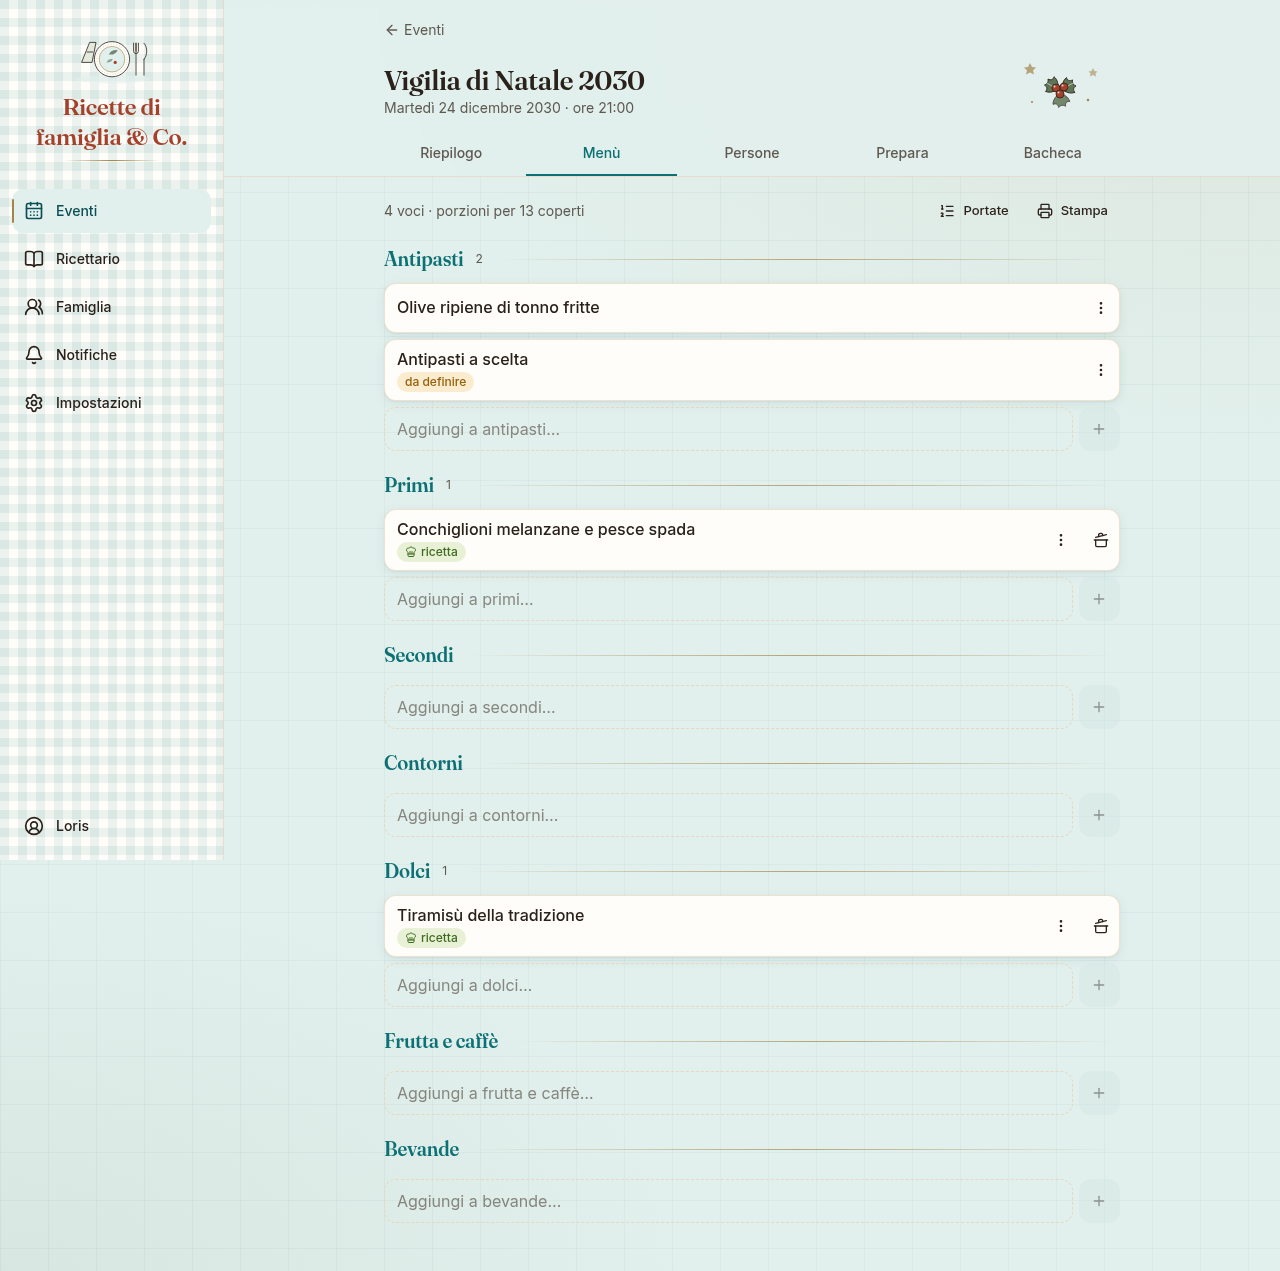 Ricette di
famiglia & Co.
Eventi
Ricettario
Famiglia
Notifiche
Impostazioni
Loris
Eventi
Vigilia di Natale 2030
Martedì 24 dicembre 2030 · ore 21:00
Riepilogo
Menù
Persone
Prepara
Bacheca
4 voci · porzioni per 13 coperti
Portate
Stampa
Antipasti 2
Olive ripiene di tonno fritte
Antipasti a scelta
da definire
Aggiungi a antipasti...
Primi 1
Conchiglioni melanzane e pesce spada
ricetta
Aggiungi a primi...
Secondi
Aggiungi a secondi...
Contorni
Aggiungi a contorni...
Dolci 1
Tiramisù della tradizione
ricetta
Aggiungi a dolci...
Frutta e caffè
Aggiungi a frutta e caffè...
Bevande
Aggiungi a bevande...